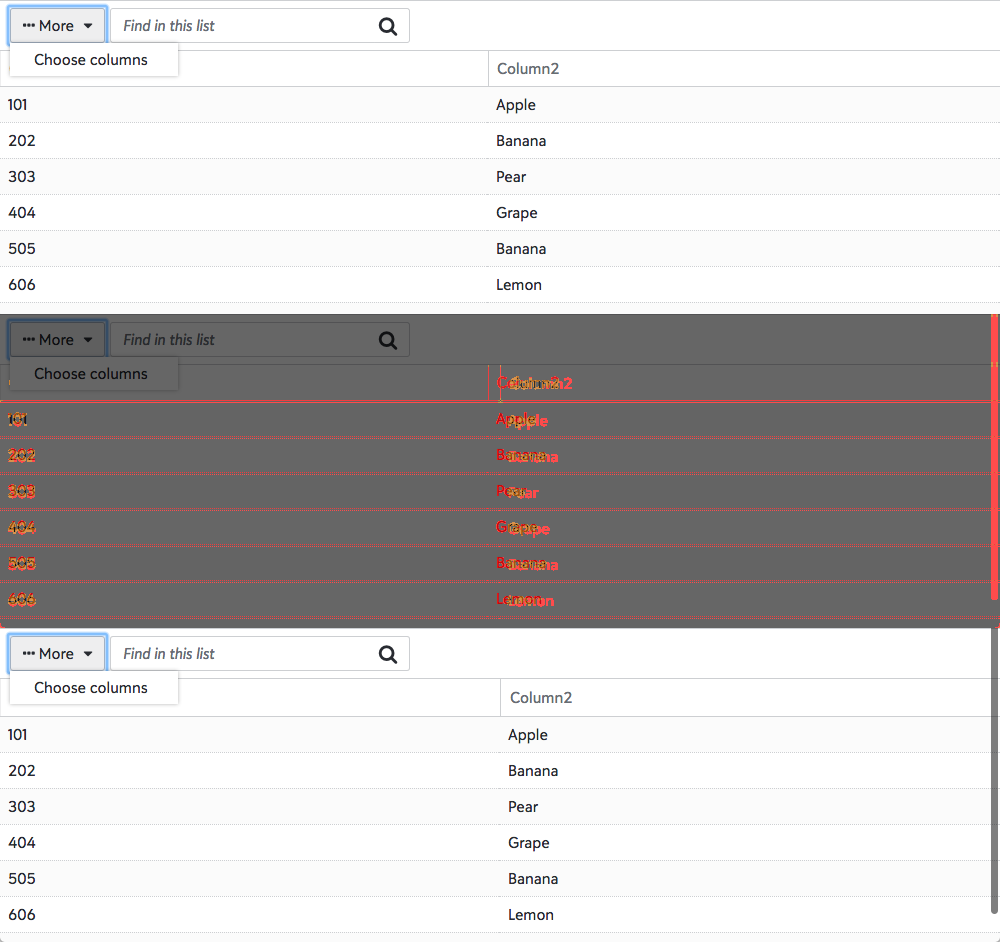 ••• More Find in this list
Choose columns
Column2
101 Apple
202 Banana
303 Pear
404 Grape
505 Banana
606 Lemon
••• More Find in this list
Choose columns
Column2
101 Apple
202 Banana
303 Pear
404 Grape
505 Banana
606 Lemon
••• More Find in this list
Choose columns
Column2
101 Apple
202 Banana
303 Pear
404 Grape
505 Banana
606 Lemon